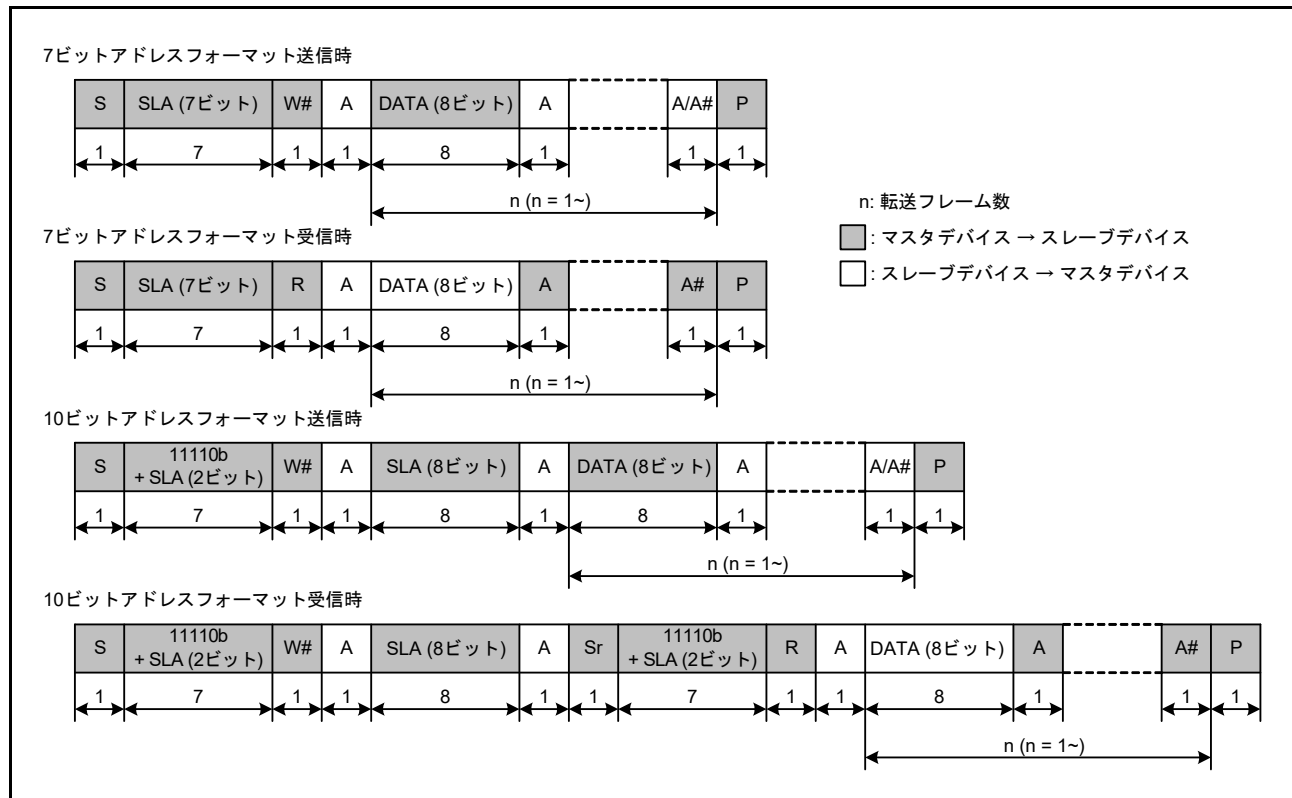 7ビットアドレスフォーマット送信時
S SLA (7ビット) W# A DATA (8ビット) A A/A# P
1 7 1 1 8 1 1 1
n (n = 1~)
n: 転送フレーム数
: マスタデバイス → スレーブデバイス
: スレーブデバイス → マスタデバイス
7ビットアドレスフォーマット受信時
S SLA (7ビット) R A DATA (8ビット) A A# P
1 7 1 1 8 1 1 1
n (n = 1~)
10ビットアドレスフォーマット送信時
S 11110b + SLA (2ビット) W# A SLA (8ビット) A DATA (8ビット) A A/A# P
1 7 1 1 8 1 8 1 1 1
n (n = 1~)
10ビットアドレスフォーマット受信時
S 11110b + SLA (2ビット) W# A SLA (8ビット) A Sr 11110b + SLA (2ビット) R A DATA (8ビット) A A# P
1 7 1 1 8 1 1 7 1 1 8 1 1 1
n (n = 1~)